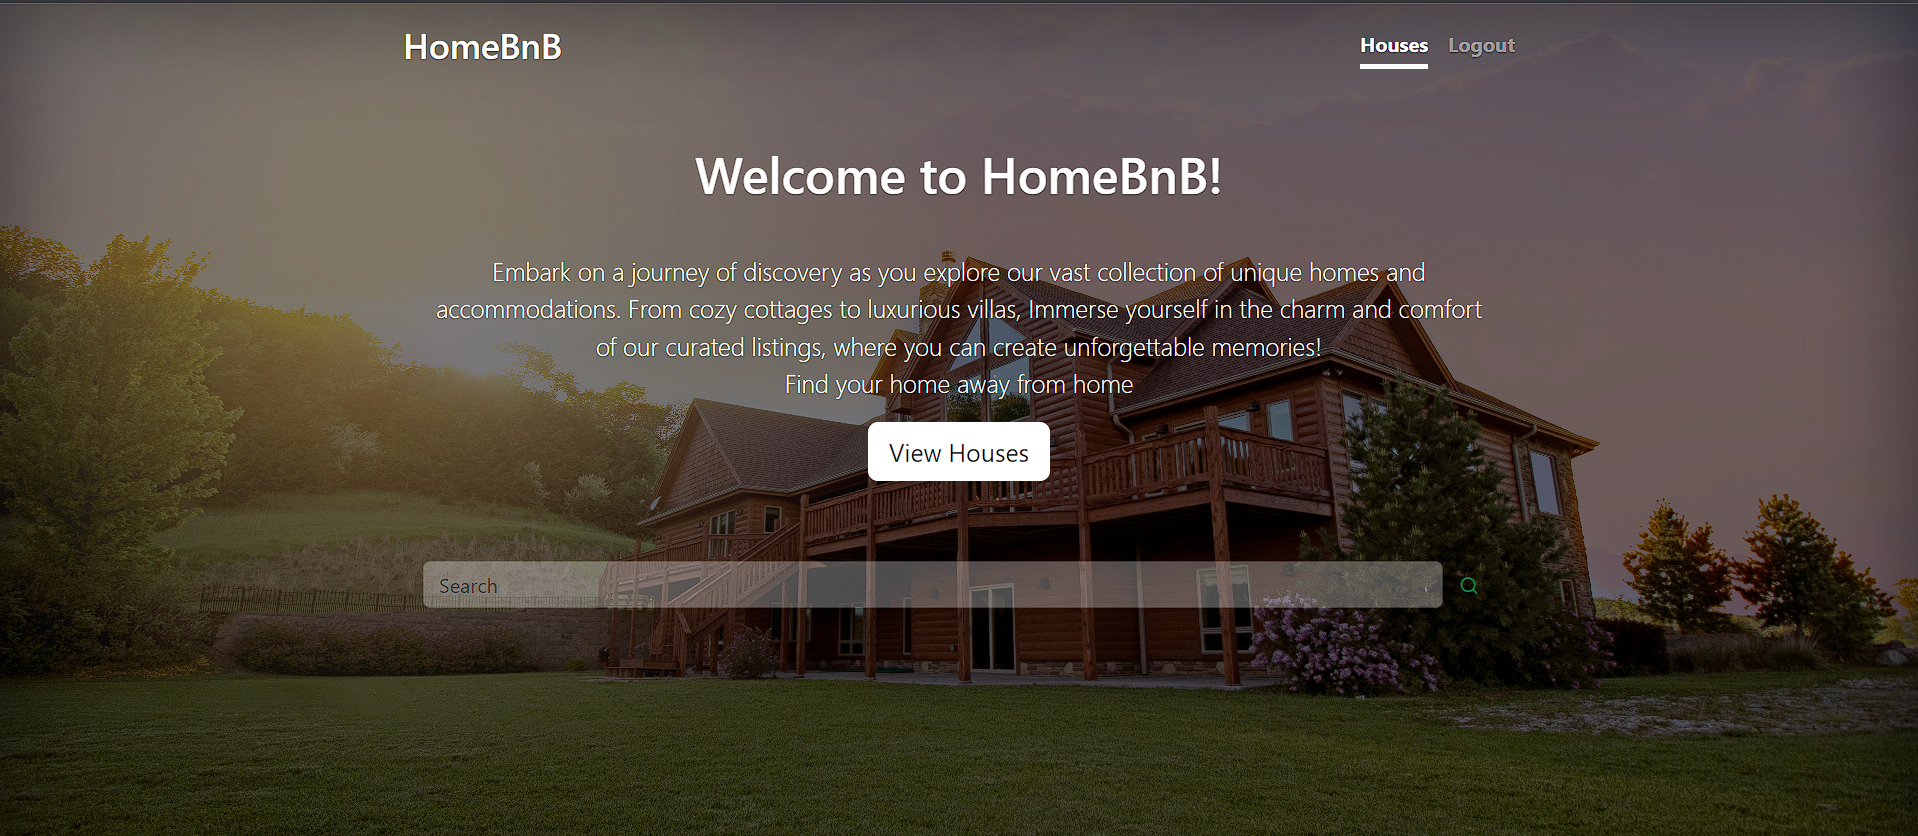 HomeBnB
Houses
Logout
Welcome to HomeBnB!
Embark on a journey of discovery as you explore our vast collection of unique homes and
accommodations. From cozy cottages to luxurious villas, Immerse yourself in the charm and comfort
of our curated listings, where you can create unforgettable memories!
Find your home away from home
View Houses
Search